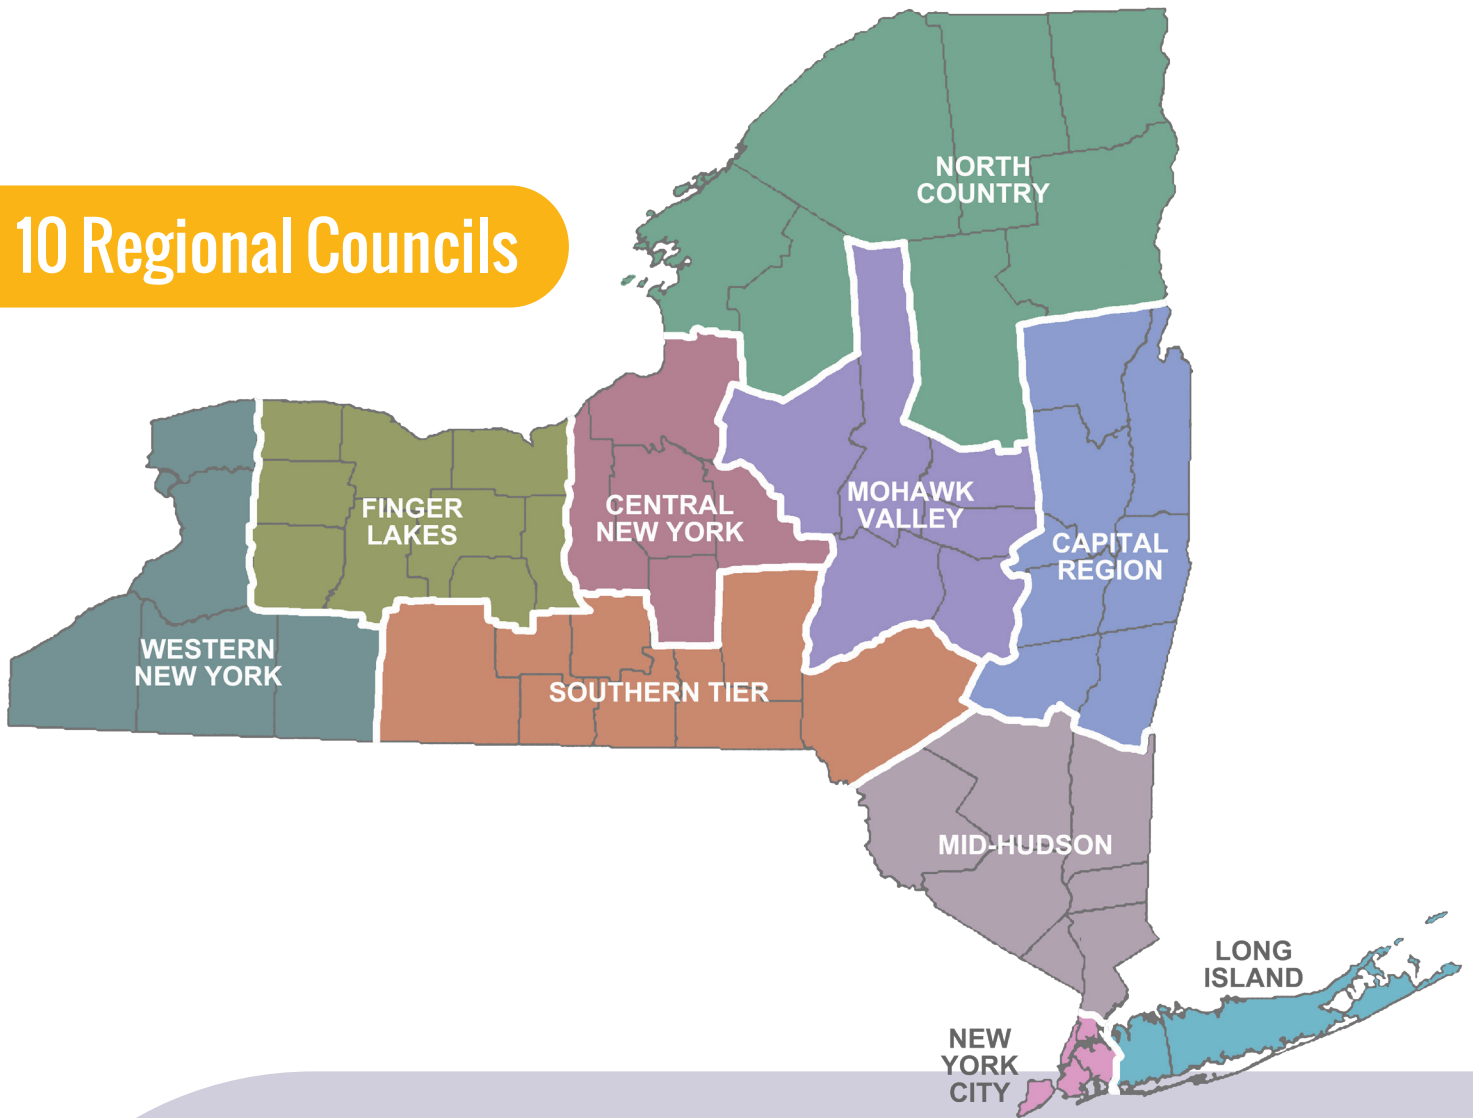 10 Regional Councils
NORTH
COUNTRY
FINGER
LAKES
CENTRAL
NEW YORK
MOHAWK
VALLEY
CAPITAL
REGION
WESTERN
NEW YORK
SOUTHERN TIER
MID-HUDSON
LONG
ISLAND
NEW
YORK
CITY